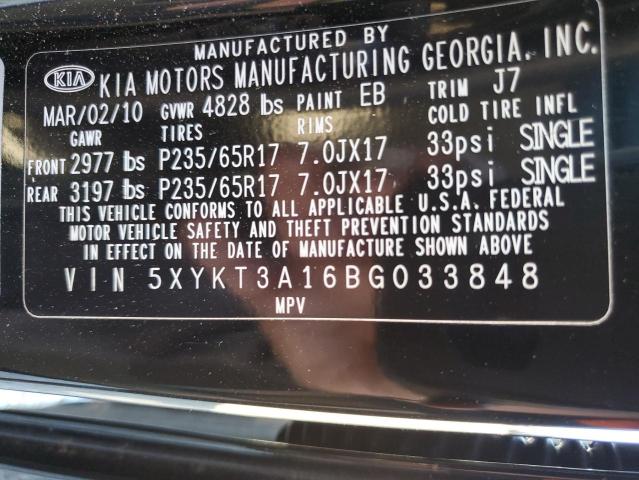 MANUFACTURED BY
KIA KIA MOTORS MANUFACTURING GEORGIA, INC.
MAR/02/10 GVWR 4828 lbs PAINT EB TRIM J7
GAWR TIRES RIMS COLD TIRE INFL
FRONT 2977 lbs P235/65R17 7.0JX17 33psi SINGLE
REAR 3197 lbs P235/65R17 7.0JX17 33psi SINGLE
THIS VEHICLE CONFORMS TO ALL APPLICABLE U.S.A. FEDERAL
MOTOR VEHICLE SAFETY AND THEFT PREVENTION STANDARDS
IN EFFECT ON THE DATE OF MANUFACTURE SHOWN ABOVE
VIN 5XYKT3A16BG033848
MPV